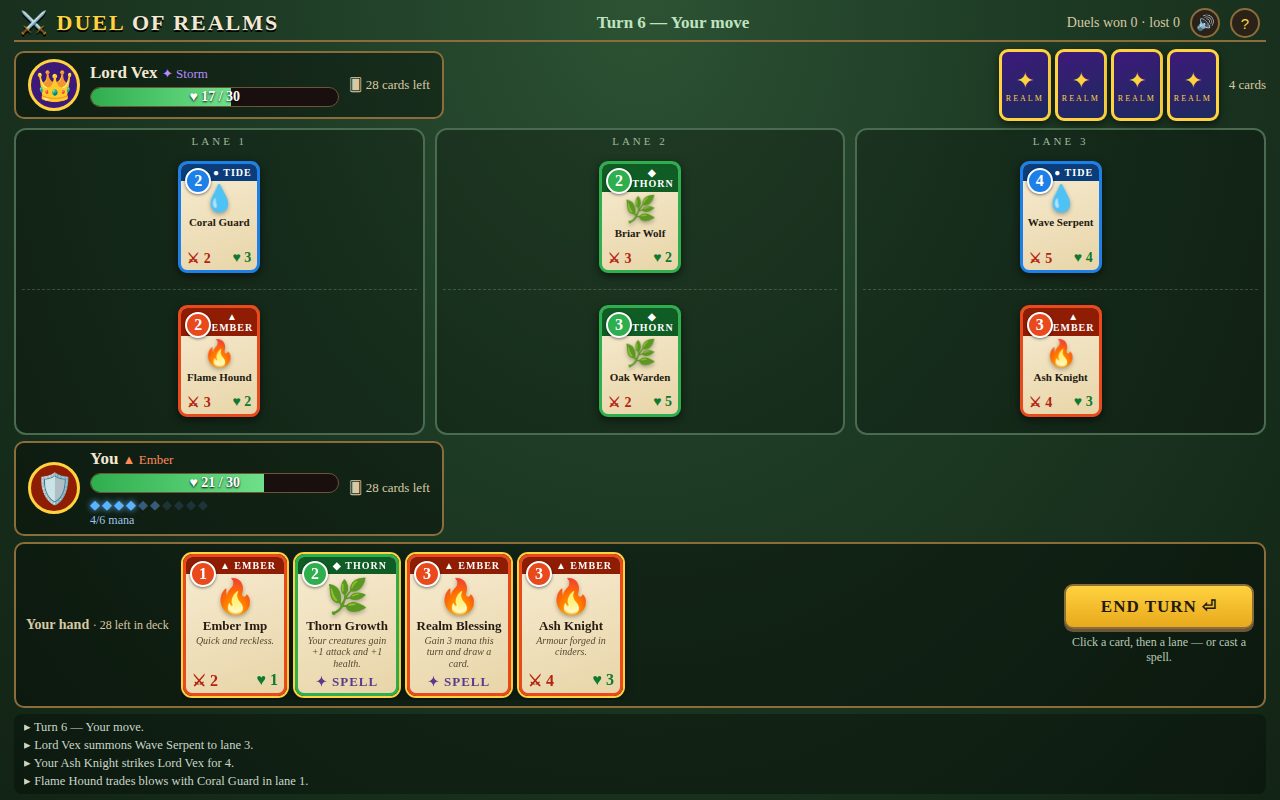 DUEL OF REALMS
Turn 6 — Your move
Duels won 0 · lost 0
?
Lord Vex ✦ Storm
♥ 17 / 30
28 cards left
✦ REALM
✦ REALM
✦ REALM
✦ REALM
4 cards
LANE 1
2 ● TIDE
Coral Guard
⚔ 2 ♥ 3
2 ▲ EMBER
Flame Hound
⚔ 3 ♥ 2
LANE 2
2 ◆ THORN
Briar Wolf
⚔ 3 ♥ 2
3 ◆ THORN
Oak Warden
⚔ 2 ♥ 5
LANE 3
4 ● TIDE
Wave Serpent
⚔ 5 ♥ 4
3 ▲ EMBER
Ash Knight
⚔ 4 ♥ 3
You ▲ Ember
♥ 21 / 30
28 cards left
4/6 mana
Your hand · 28 left in deck
1 ▲ EMBER
Ember Imp
Quick and reckless.
⚔ 2 ♥ 1
2 ◆ THORN
Thorn Growth
Your creatures gain
+1 attack and +1
health.
✦ SPELL
3 ▲ EMBER
Realm Blessing
Gain 3 mana this
turn and draw a
card.
✦ SPELL
3 ▲ EMBER
Ash Knight
Armour forged in
cinders.
⚔ 4 ♥ 3
END TURN ⏎
Click a card, then a lane — or cast a
spell.
▸ Turn 6 — Your move.
▸ Lord Vex summons Wave Serpent to lane 3.
▸ Your Ash Knight strikes Lord Vex for 4.
▸ Flame Hound trades blows with Coral Guard in lane 1.